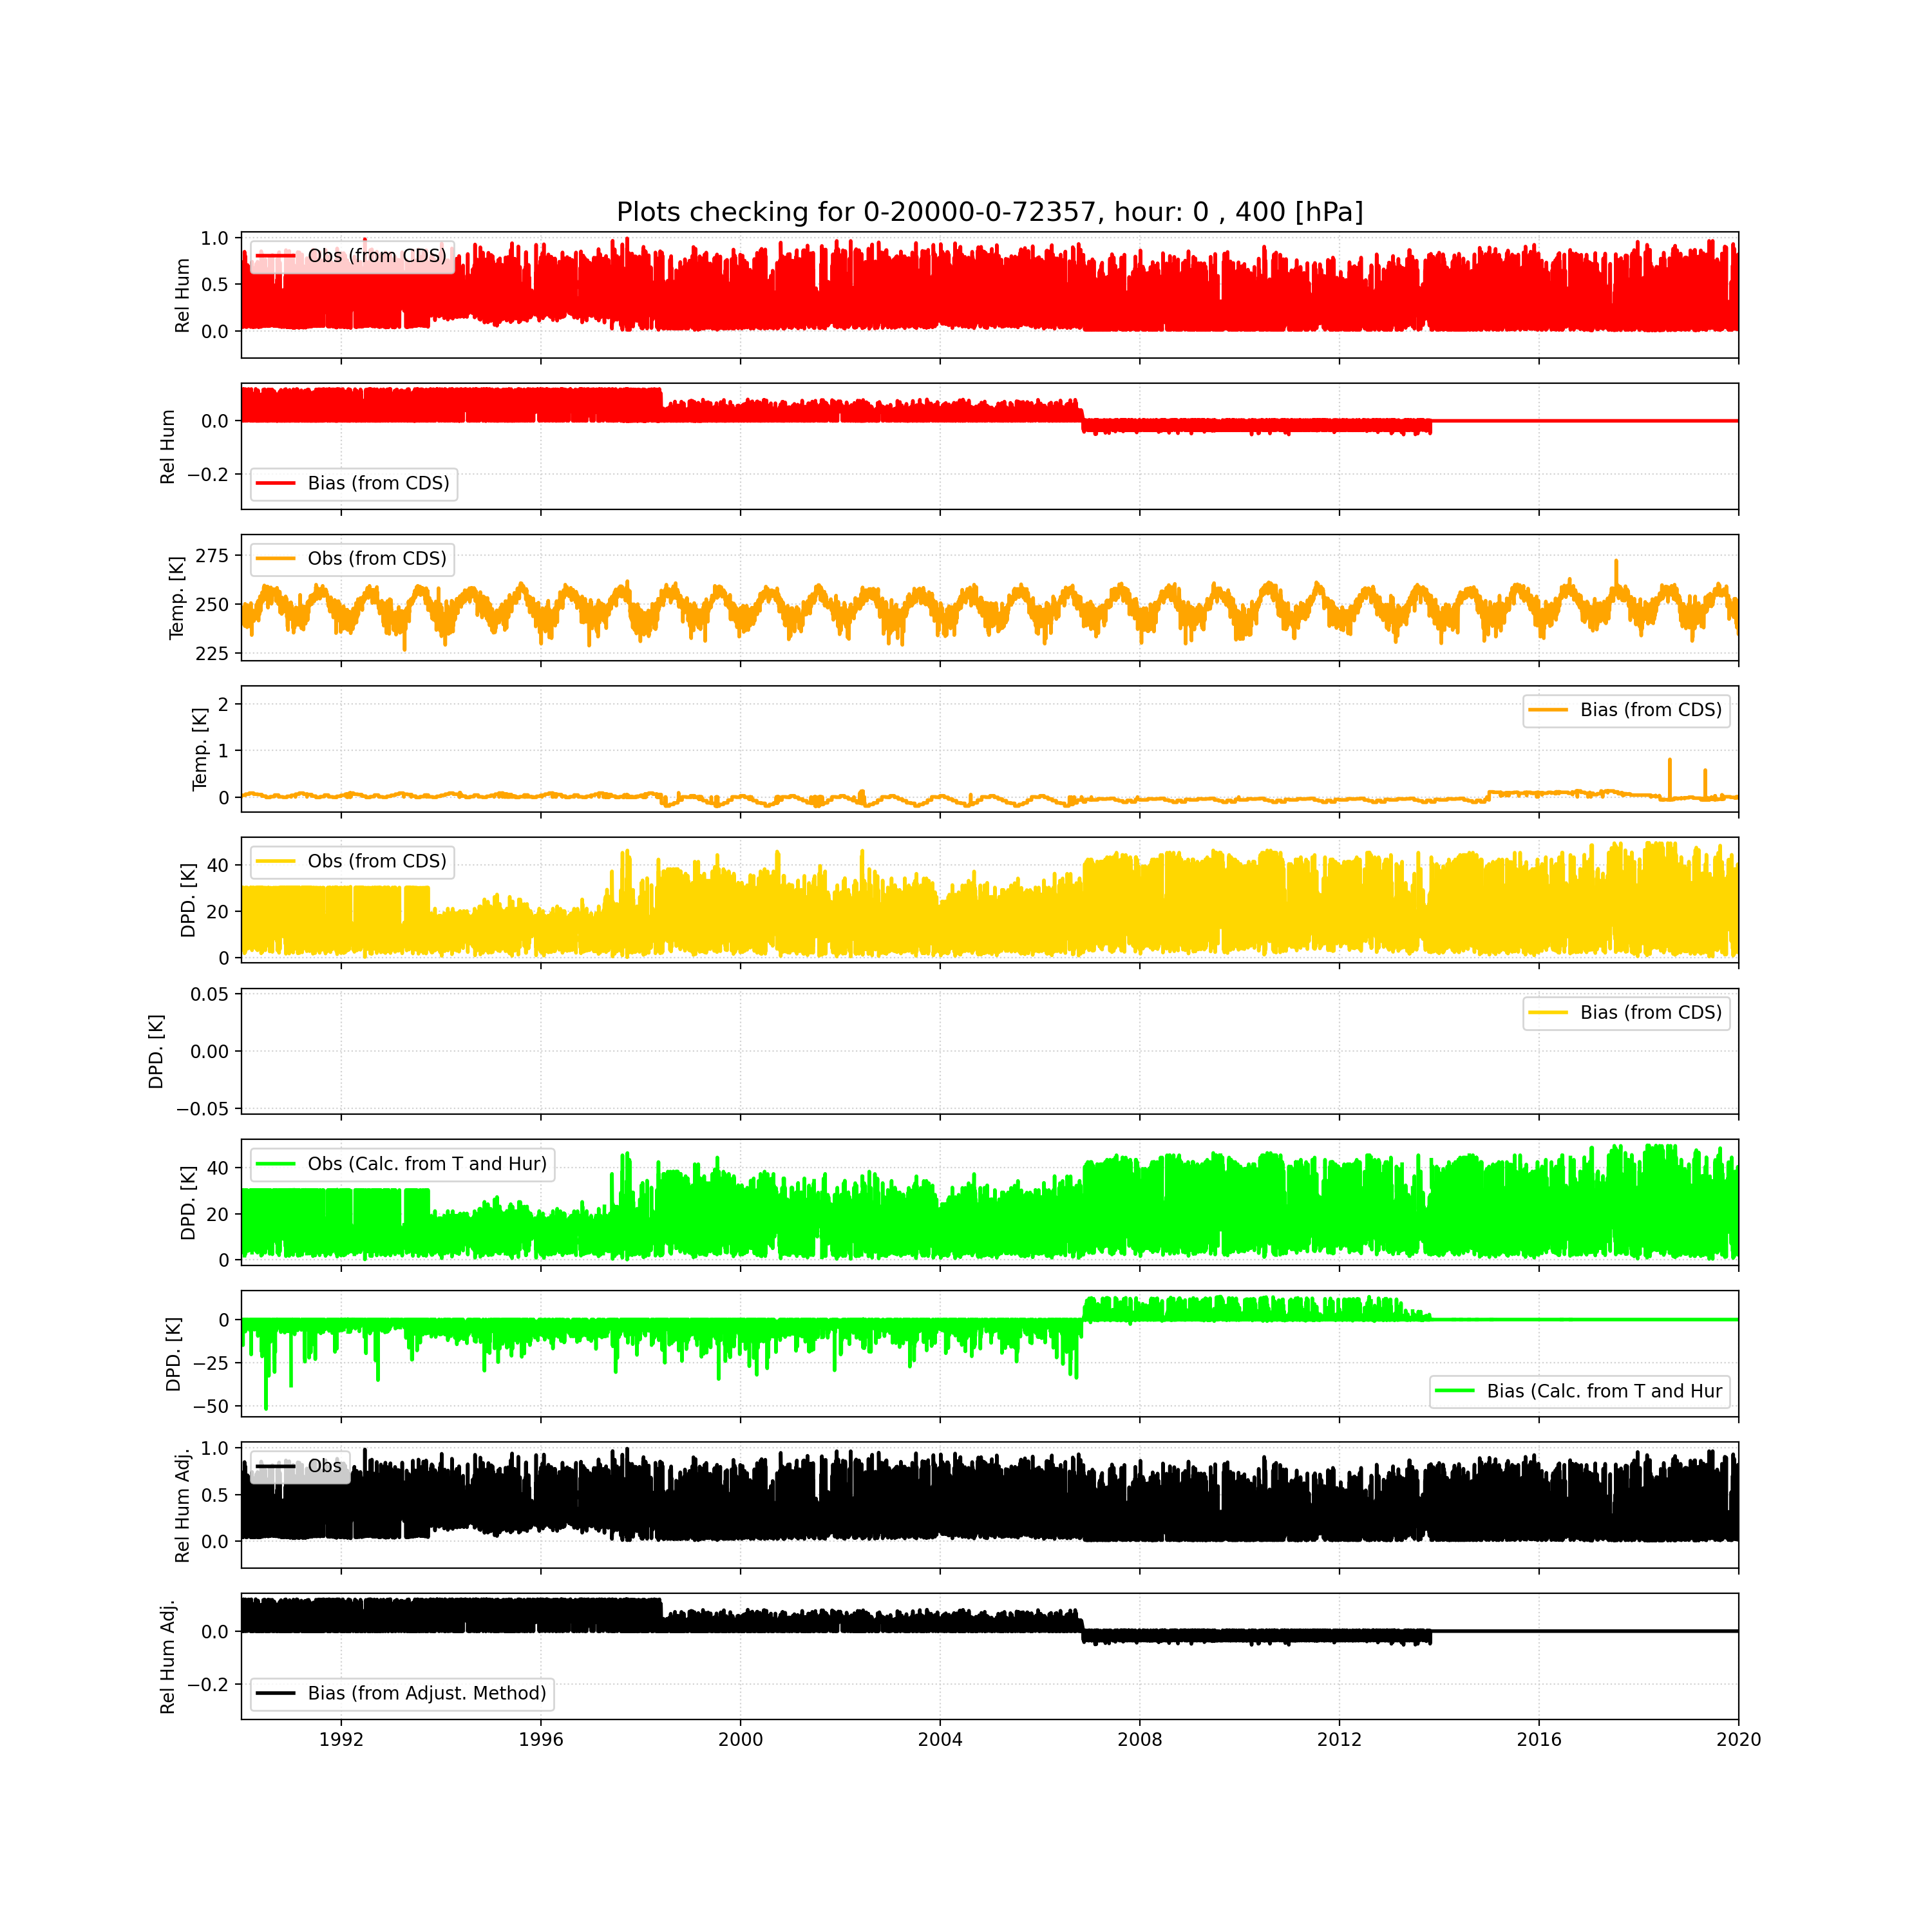 Plots checking for 0-20000-0-72357, hour: 0 , 400 [hPa]
1.0
0.5
0.0
Rel Hum
Obs (from CDS)
0.0
−0.2
Rel Hum
Bias (from CDS)
275
250
225
Temp. [K]
Obs (from CDS)
2
1
0
Temp. [K]
Bias (from CDS)
40
20
0
DPD. [K]
Obs (from CDS)
0.05
0.00
−0.05
DPD. [K]
Bias (from CDS)
40
20
0
DPD. [K]
Obs (Calc. from T and Hur)
0
−25
−50
DPD. [K]
Bias (Calc. from T and Hur
1.0
0.5
0.0
Rel Hum Adj.
Obs
0.0
−0.2
Rel Hum Adj.
Bias (from Adjust. Method)
1992 1996 2000 2004 2008 2012 2016 2020